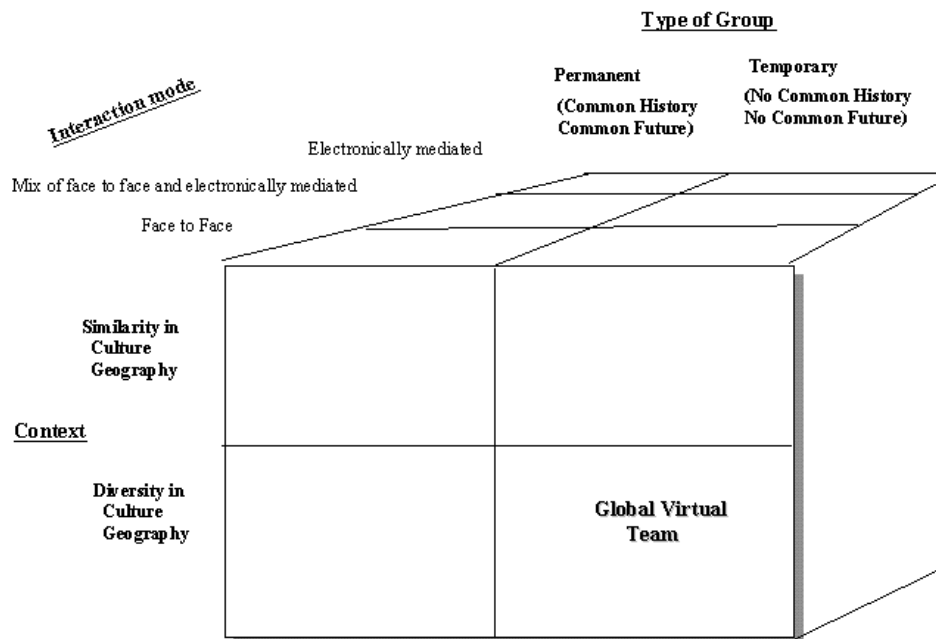 Type of Group
Interaction mode
Permanent
(Common History
Common Future)
Temporary
(No Common History
No Common Future)
Electronically mediated
Mix of face to face and electronically mediated
Face to Face
Similarity in
Culture
Geography
Context
Diversity in
Culture
Geography
Global Virtual
Team